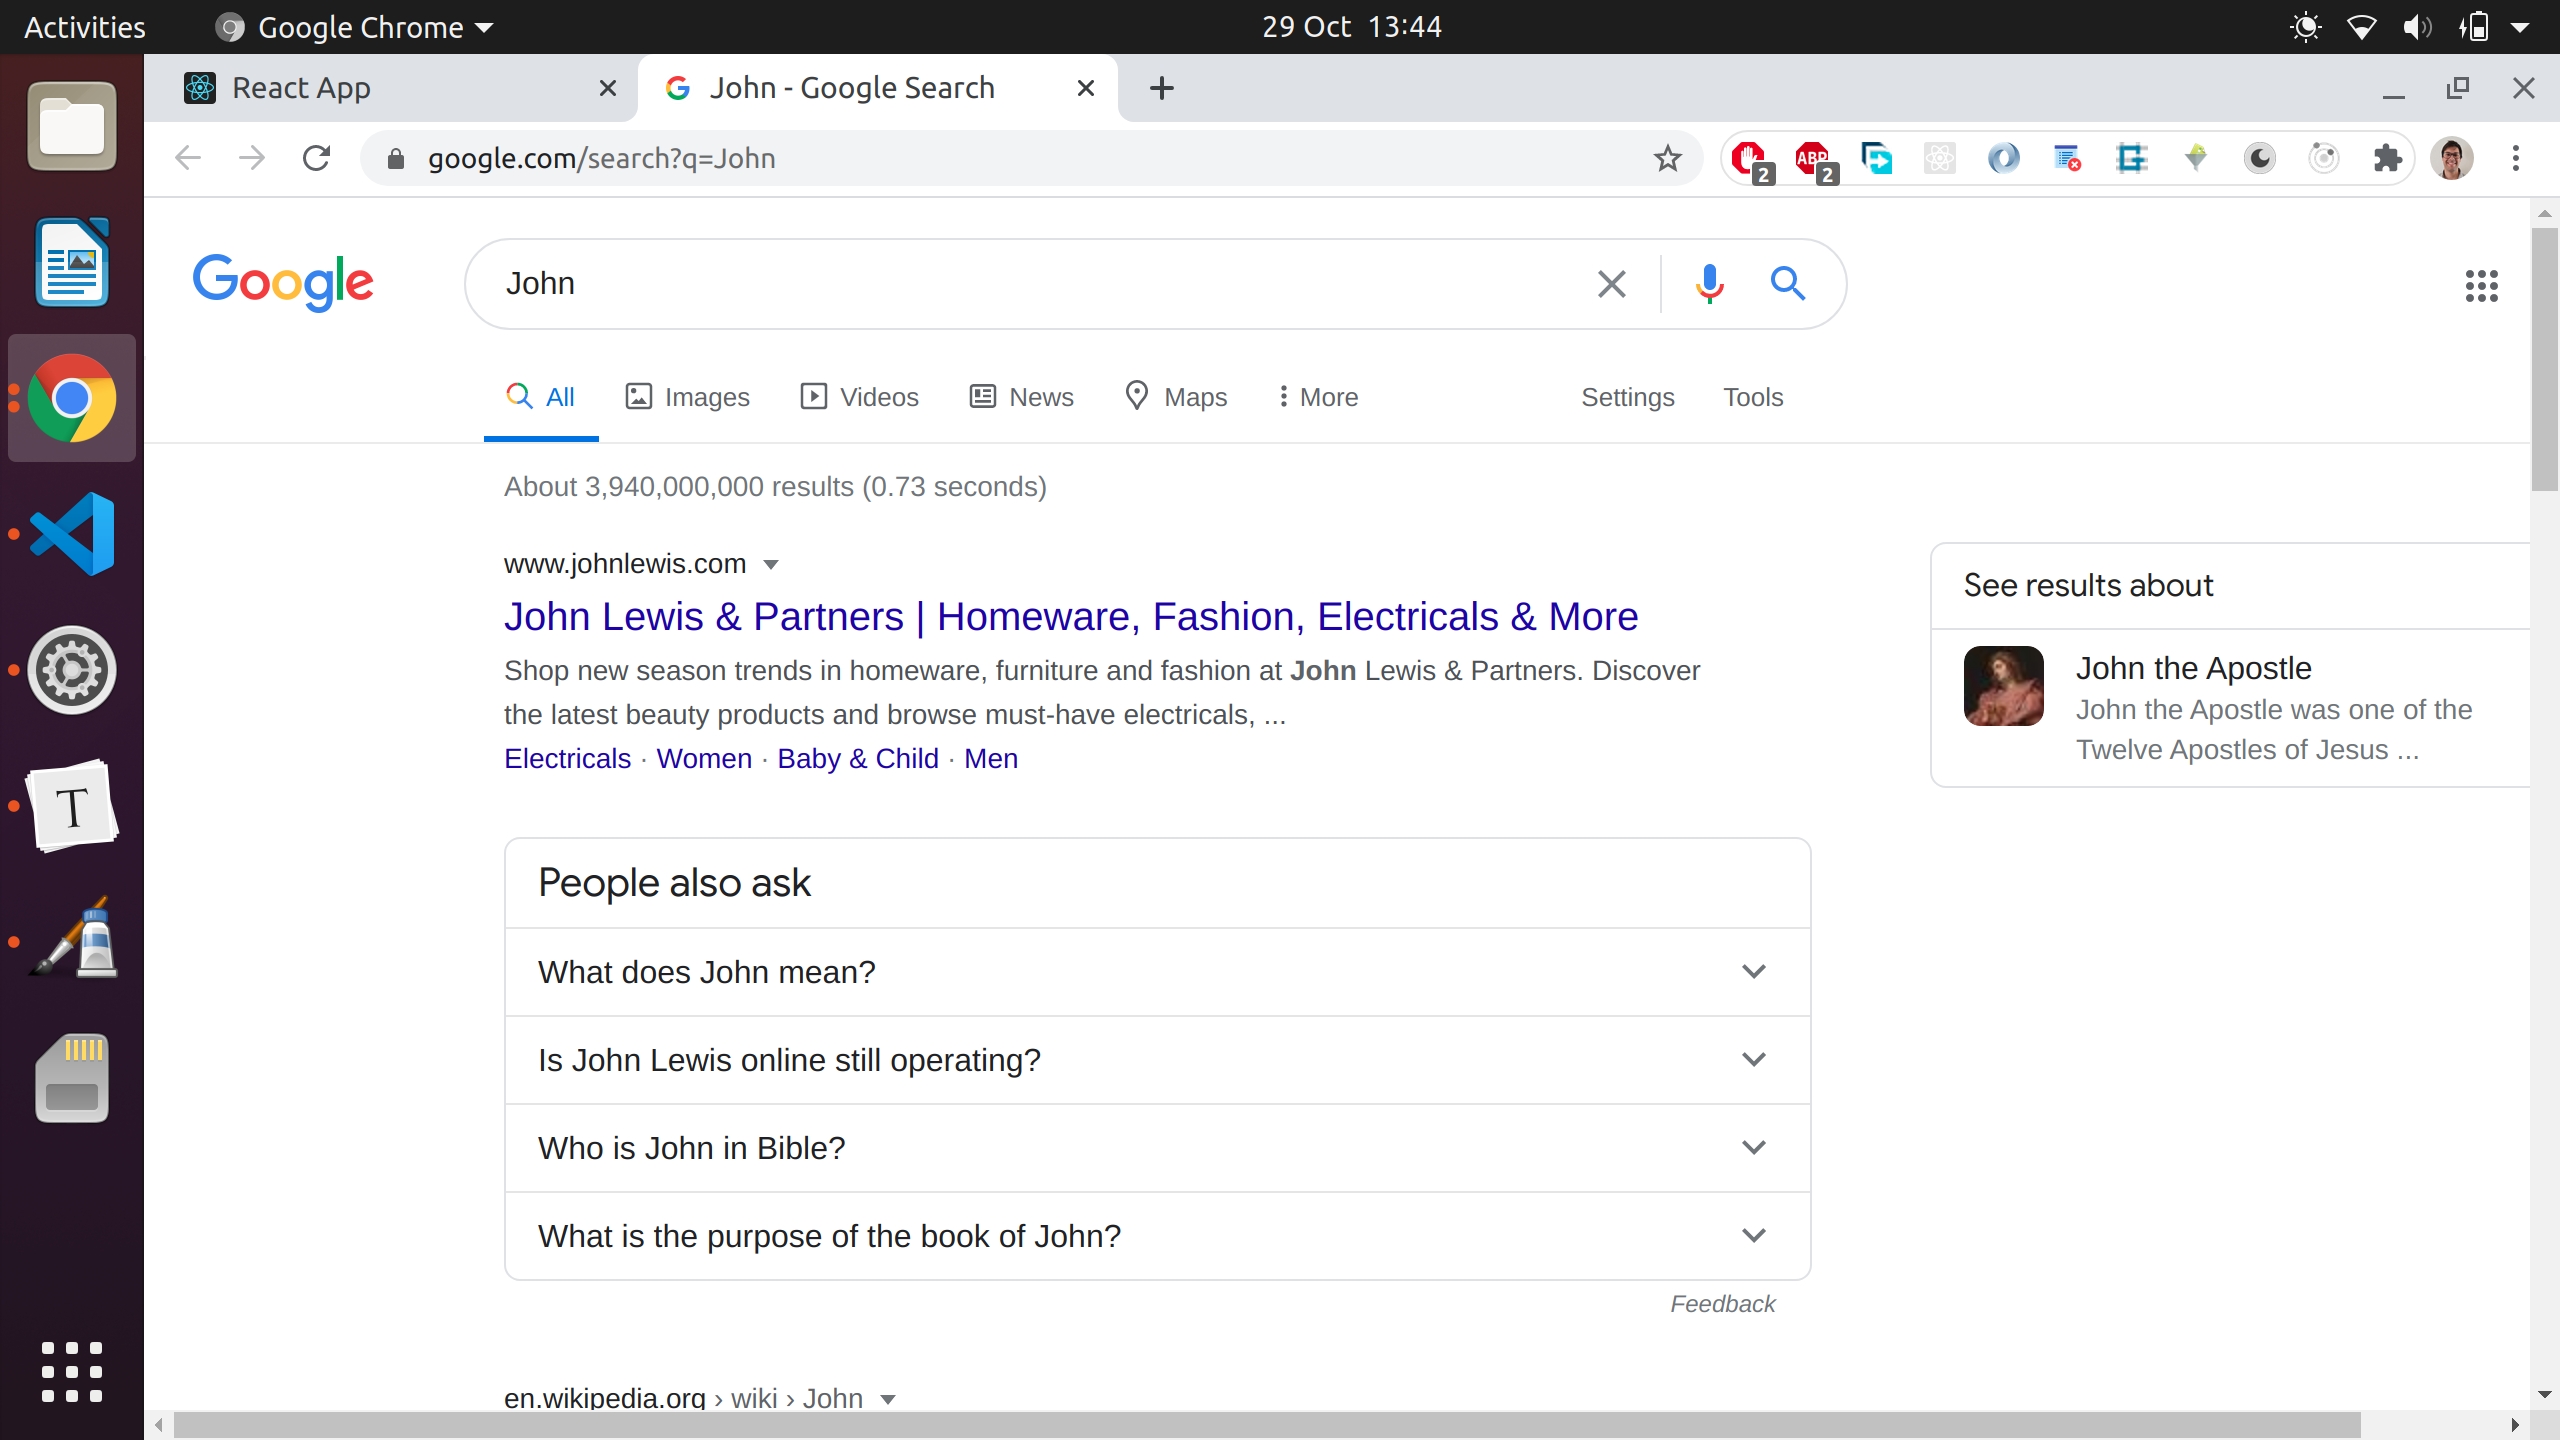 Activities
Google Chrome
29 Oct 13:44
React App
John - Google Search
google.com/search?q=John
2
ABP
2
Google
John
All
Images
Videos
News
Maps
More
Settings
Tools
About 3,940,000,000 results (0.73 seconds)
www.johnlewis.com
John Lewis & Partners | Homeware, Fashion, Electricals & More
Shop new season trends in homeware, furniture and fashion at John Lewis & Partners. Discover
the latest beauty products and browse must-have electricals, ...
Electricals · Women · Baby & Child · Men
See results about
John the Apostle
John the Apostle was one of the
Twelve Apostles of Jesus ...
People also ask
What does John mean?
Is John Lewis online still operating?
Who is John in Bible?
What is the purpose of the book of John?
Feedback
en.wikipedia.org › wiki › John
T